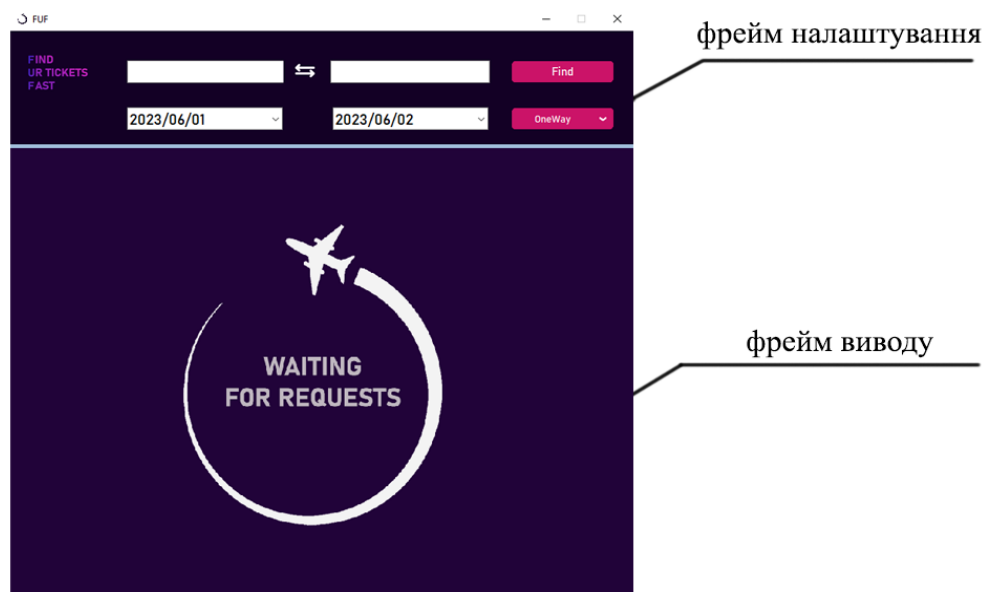 FUF
FIND
UR TICKETS
FAST
Find
2023/06/01
2023/06/02
OneWay
WAITING
FOR REQUESTS
фрейм налаштування
фрейм виводу